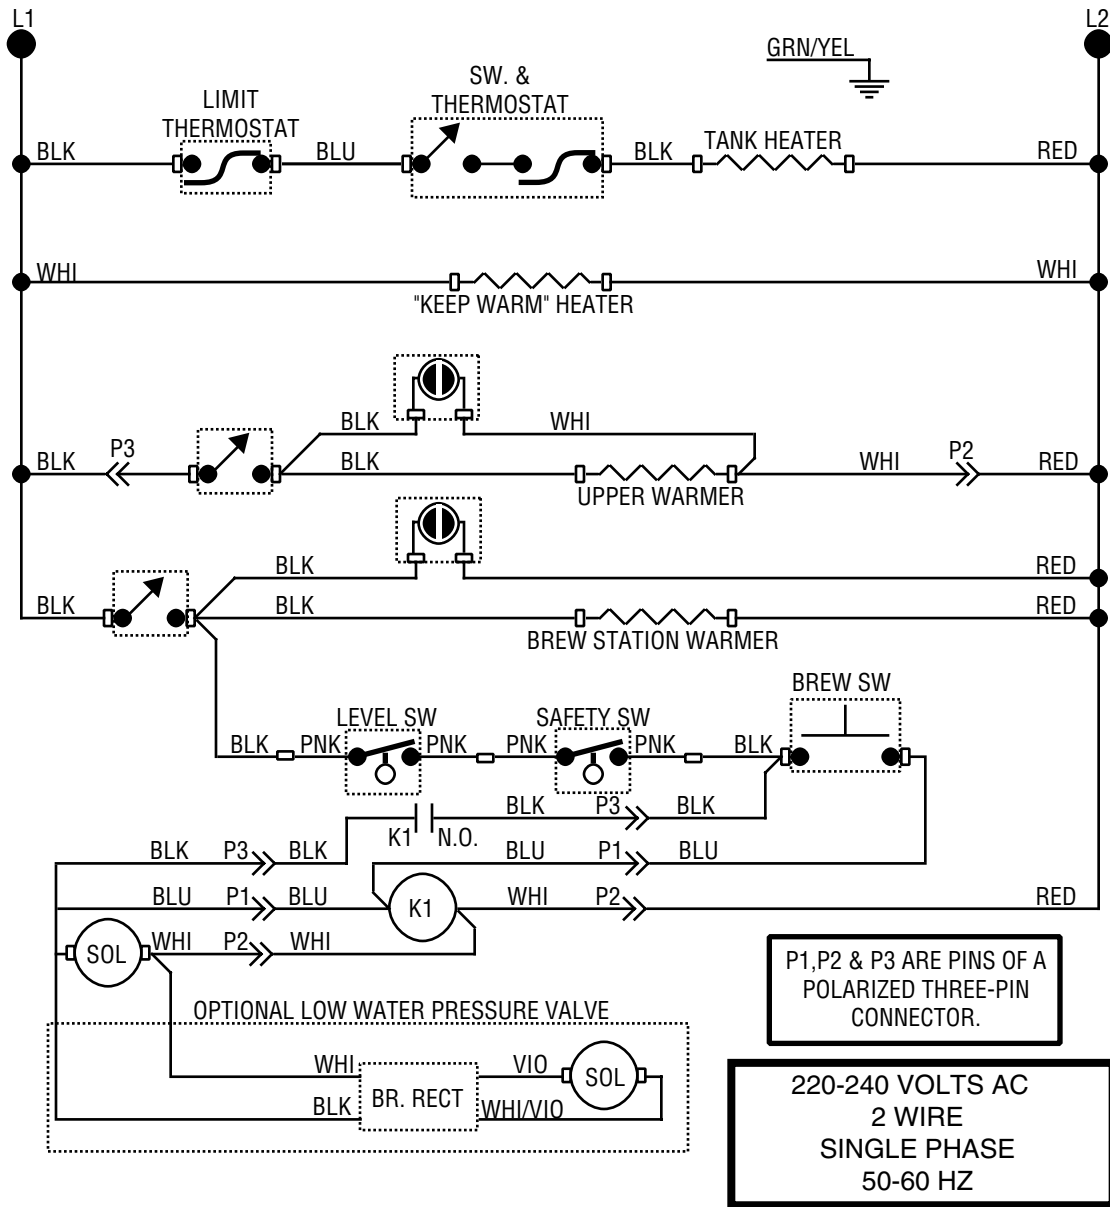 L1
L2
GRN/YEL
SW. &
THERMOSTAT
LIMIT
THERMOSTAT
BLK
BLU
BLK
TANK HEATER
RED
WHI
WHI
"KEEP WARM" HEATER
BLK
WHI
BLK
P3
BLK
WHI
P2
RED
UPPER WARMER
BLK
RED
BLK
BLK
RED
BREW STATION WARMER
BREW SW
LEVEL SW
SAFETY SW
BLK
PNK
PNK
PNK
PNK
BLK
BLK
P3
BLK
K1
N.O.
BLK
P3
BLK
BLU
P1
BLU
BLU
P1
BLU
K1
WHI
P2
RED
SOL
WHI
P2
WHI
P1,P2 & P3 ARE PINS OF A
POLARIZED THREE-PIN
CONNECTOR.
OPTIONAL LOW WATER PRESSURE VALVE
WHI
VIO
SOL
BR. RECT
BLK
WHI/VIO
220-240 VOLTS AC
2 WIRE
SINGLE PHASE
50-60 HZ